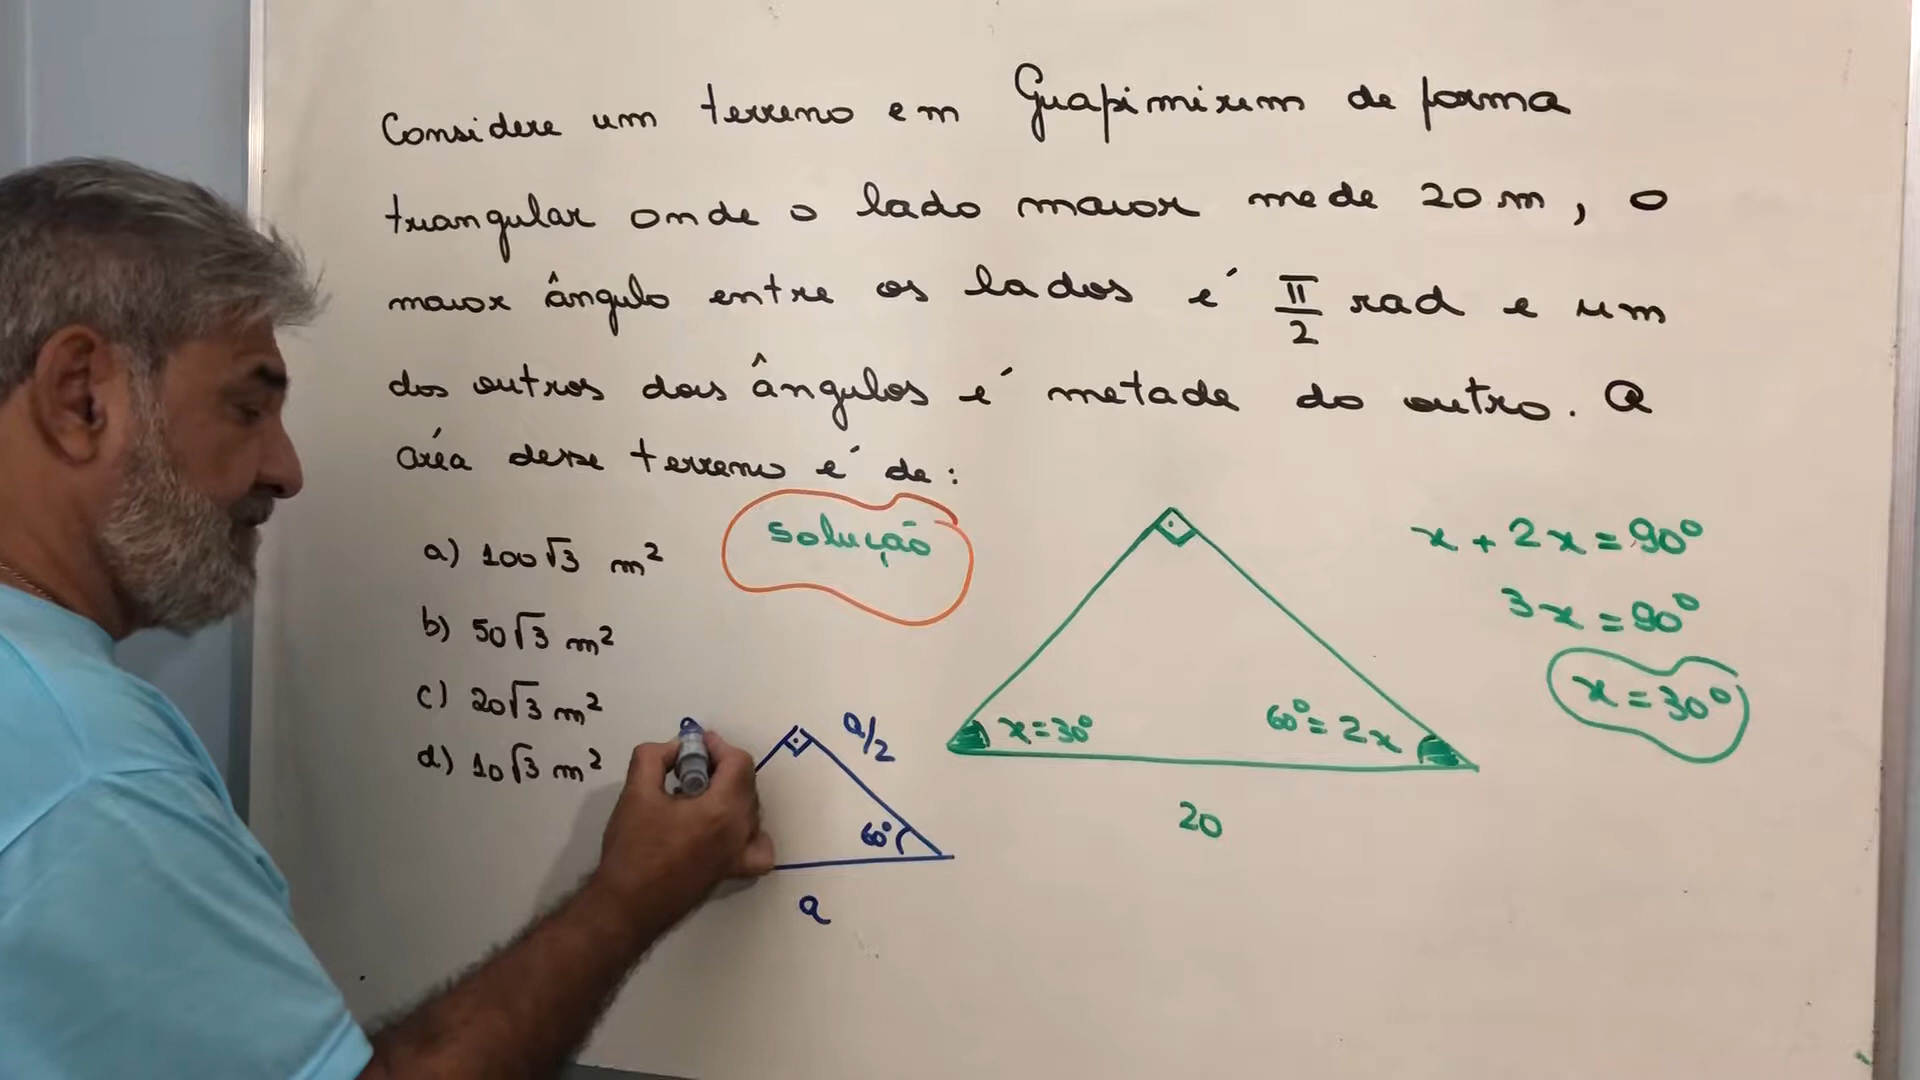 Considere um terreno em Guapimirim de forma
triangular onde o lado maior mede 20 m, o
maior ângulo entre os lados é π/2 rad e um
dos outros dois ângulos é metade do outro. A
área desse terreno é de:
a) 100√3 m²
b) 50√3 m²
c) 20√3 m²
d) 10√3 m²
Solução
x + 2x = 90°
3x = 90°
x = 30°
x = 30°
60° = 2x
20
a/2
60°
a